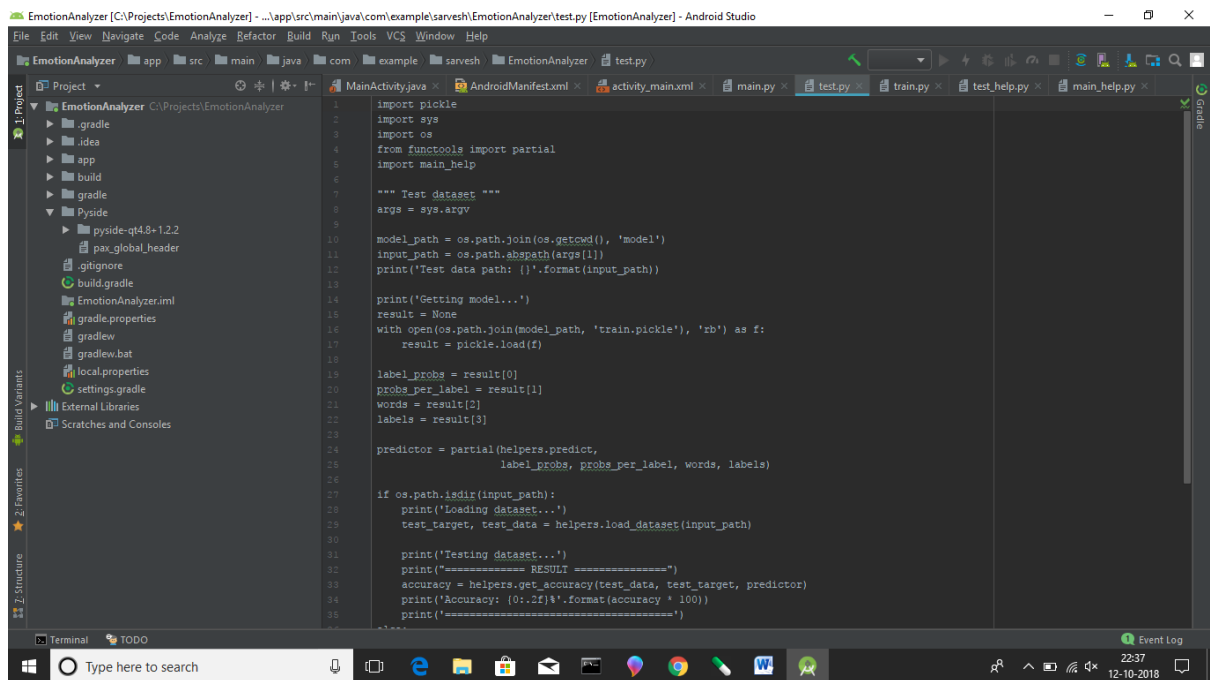 EmotionAnalyzer [C:\Projects\EmotionAnalyzer] - ...\app\src\main\java\com\example\sarvesh\EmotionAnalyzer\test.py [EmotionAnalyzer] - Android Studio
File Edit View Navigate Code Analyze Refactor Build Run Tools VCS Window Help
EmotionAnalyzer app src main java com example sarvesh EmotionAnalyzer test.py
1: Project
Project
MainActivity.java AndroidManifest.xml activity_main.xml main.py test.py train.py test_help.py main_help.py
Gradle
EmotionAnalyzer C:\Projects\EmotionAnalyzer
.gradle
.idea
app
build
gradle
Pyside
pyside-qt4.8+1.2.2
pax_global_header
.gitignore
build.gradle
EmotionAnalyzer.iml
gradle.properties
gradlew
gradlew.bat
local.properties
settings.gradle
External Libraries
Scratches and Consoles
Build Variants
2: Favorites
7: Structure
1 import pickle
2 import sys
3 import os
4 from functools import partial
5 import main_help
6
7 """ Test dataset """
8 args = sys.argv
9
10 model_path = os.path.join(os.getcwd(), 'model')
11 input_path = os.path.abspath(args[1])
12 print('Test data path: {}'.format(input_path))
13
14 print('Getting model...')
15 result = None
16 with open(os.path.join(model_path, 'train.pickle'), 'rb') as f:
17 result = pickle.load(f)
18
19 label_probs = result[0]
20 probs_per_label = result[1]
21 words = result[2]
22 labels = result[3]
23
24 predictor = partial(helpers.predict,
25 label_probs, probs_per_label, words, labels)
26
27 if os.path.isdir(input_path):
28 print('Loading dataset...')
29 test_target, test_data = helpers.load_dataset(input_path)
30
31 print('Testing dataset...')
32 print("============= RESULT ===============")
33 accuracy = helpers.get_accuracy(test_data, test_target, predictor)
34 print('Accuracy: {0:.2f}%'.format(accuracy * 100))
35 print('=====================================')
Terminal TODO
1 Event Log
Type here to search
22:37
12-10-2018